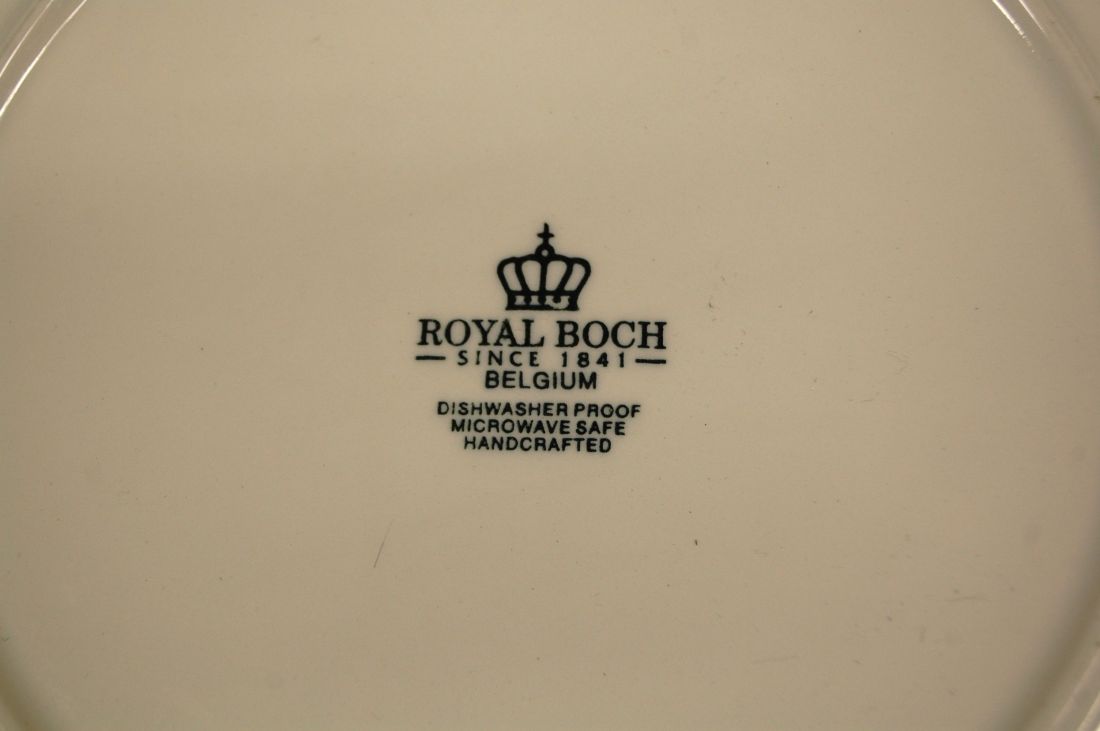 ROYAL BOCH
SINCE 1841
BELGIUM
DISHWASHER PROOF
MICROWAVE SAFE
HANDCRAFTED